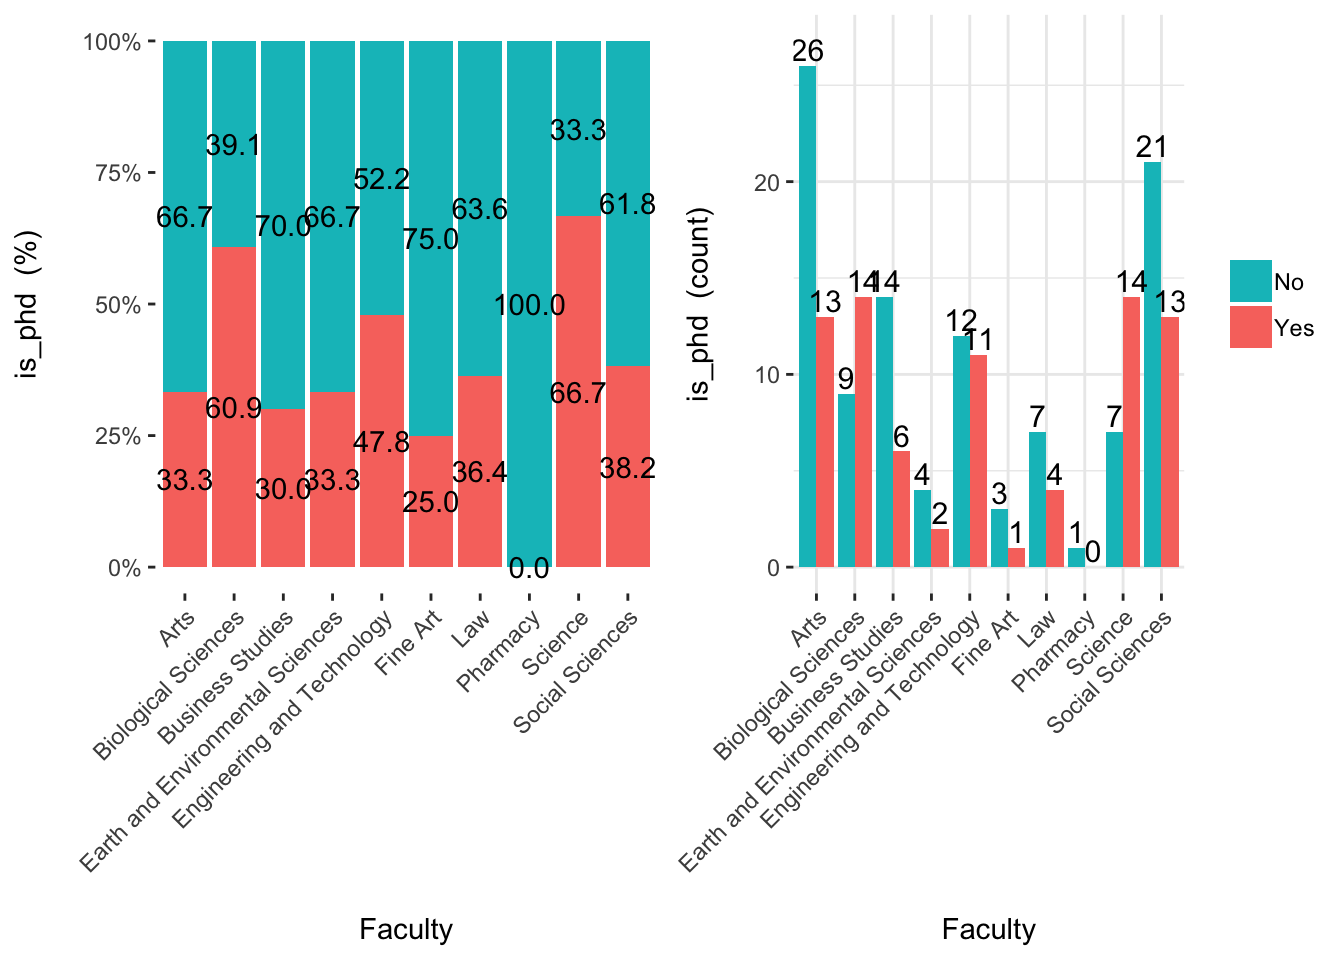 100%
75%
50%
25%
0%
is_phd (%)
66.7
33.3
39.1
60.9
70.0
30.0
66.7
33.3
52.2
47.8
75.0
25.0
63.6
36.4
100.0
0.0
33.3
66.7
61.8
38.2
Arts
Biological Sciences
Business Studies
Earth and Environmental Sciences
Engineering and Technology
Fine Art
Law
Pharmacy
Science
Social Sciences
Faculty
20
10
0
is_phd (count)
26
13
9
14
14
6
4
2
12
11
3
1
7
4
1
0
7
14
21
13
Arts
Biological Sciences
Business Studies
Earth and Environmental Sciences
Engineering and Technology
Fine Art
Law
Pharmacy
Science
Social Sciences
Faculty
No
Yes